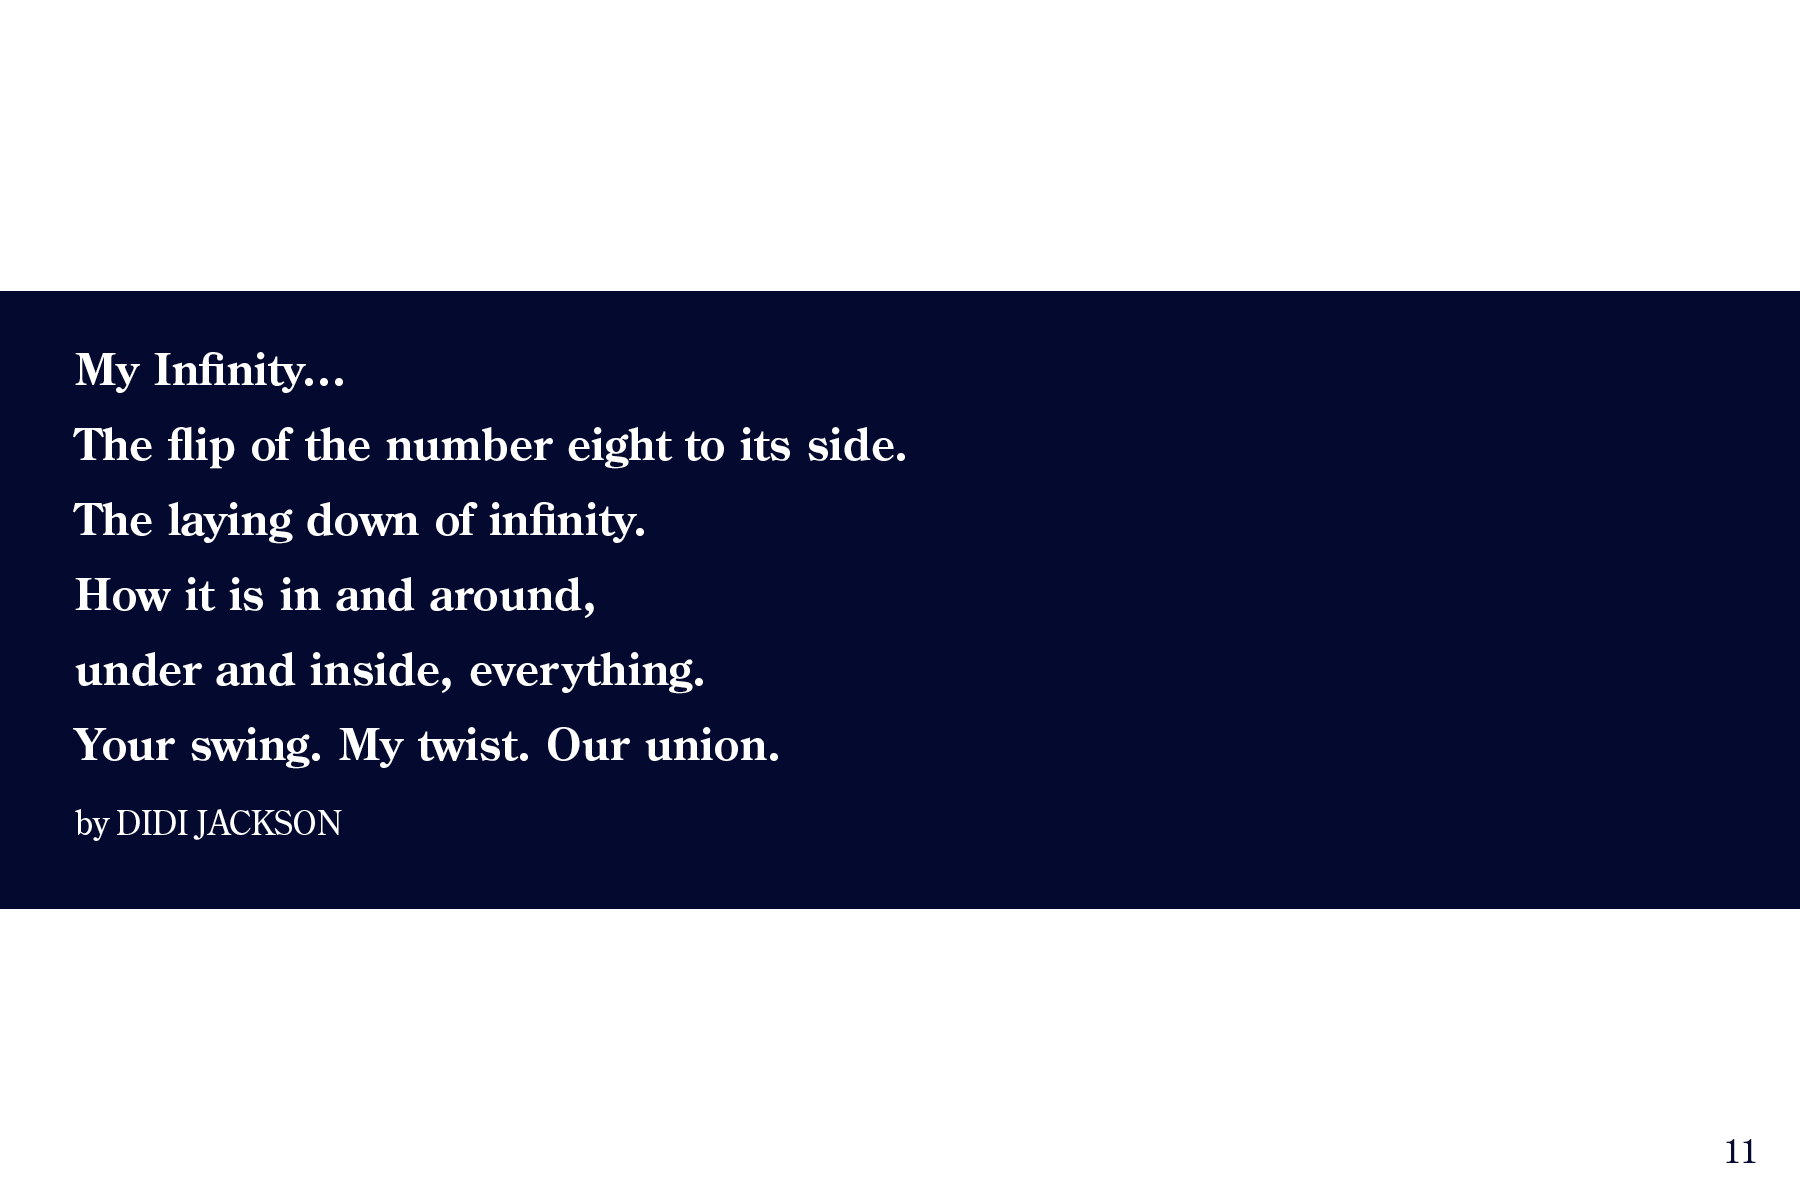 My Infinity...
The flip of the number eight to its side.
The laying down of infinity.
How it is in and around,
under and inside, everything.
Your swing. My twist. Our union.
by DIDI JACKSON
11